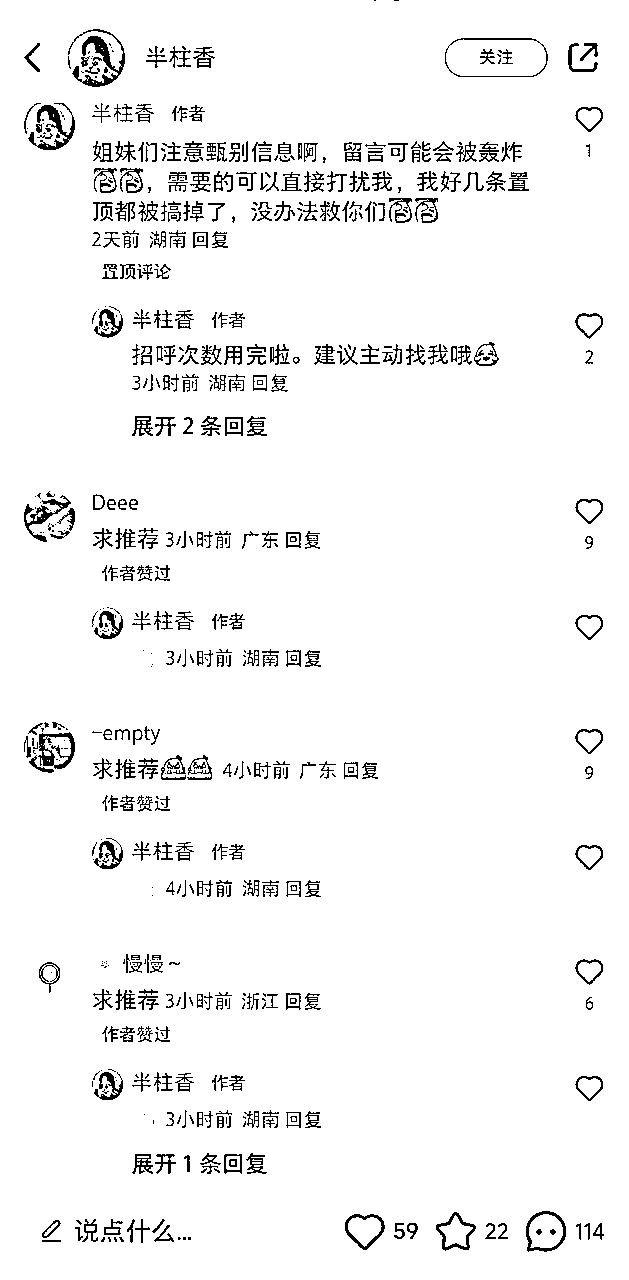 半柱香
关注
半柱香 作者
1
姐妹们注意甄别信息啊，留言可能会被轰炸
，需要的可以直接打扰我，我好几条置
顶都被搞掉了，没办法救你们
2天前 湖南 回复
置顶评论
半柱香 作者
招呼次数用完啦。建议主动找我哦
2
3小时前 湖南 回复
展开 2 条回复
Deee
求推荐 3小时前 广东 回复
9
作者赞过
半柱香 作者
3小时前 湖南 回复
-empty
求推荐 4小时前 广东 回复
9
作者赞过
半柱香 作者
4小时前 湖南 回复
慢慢～
求推荐 3小时前 浙江 回复
6
作者赞过
半柱香 作者
3小时前 湖南 回复
展开 1 条回复
说点什么... 59 22 114